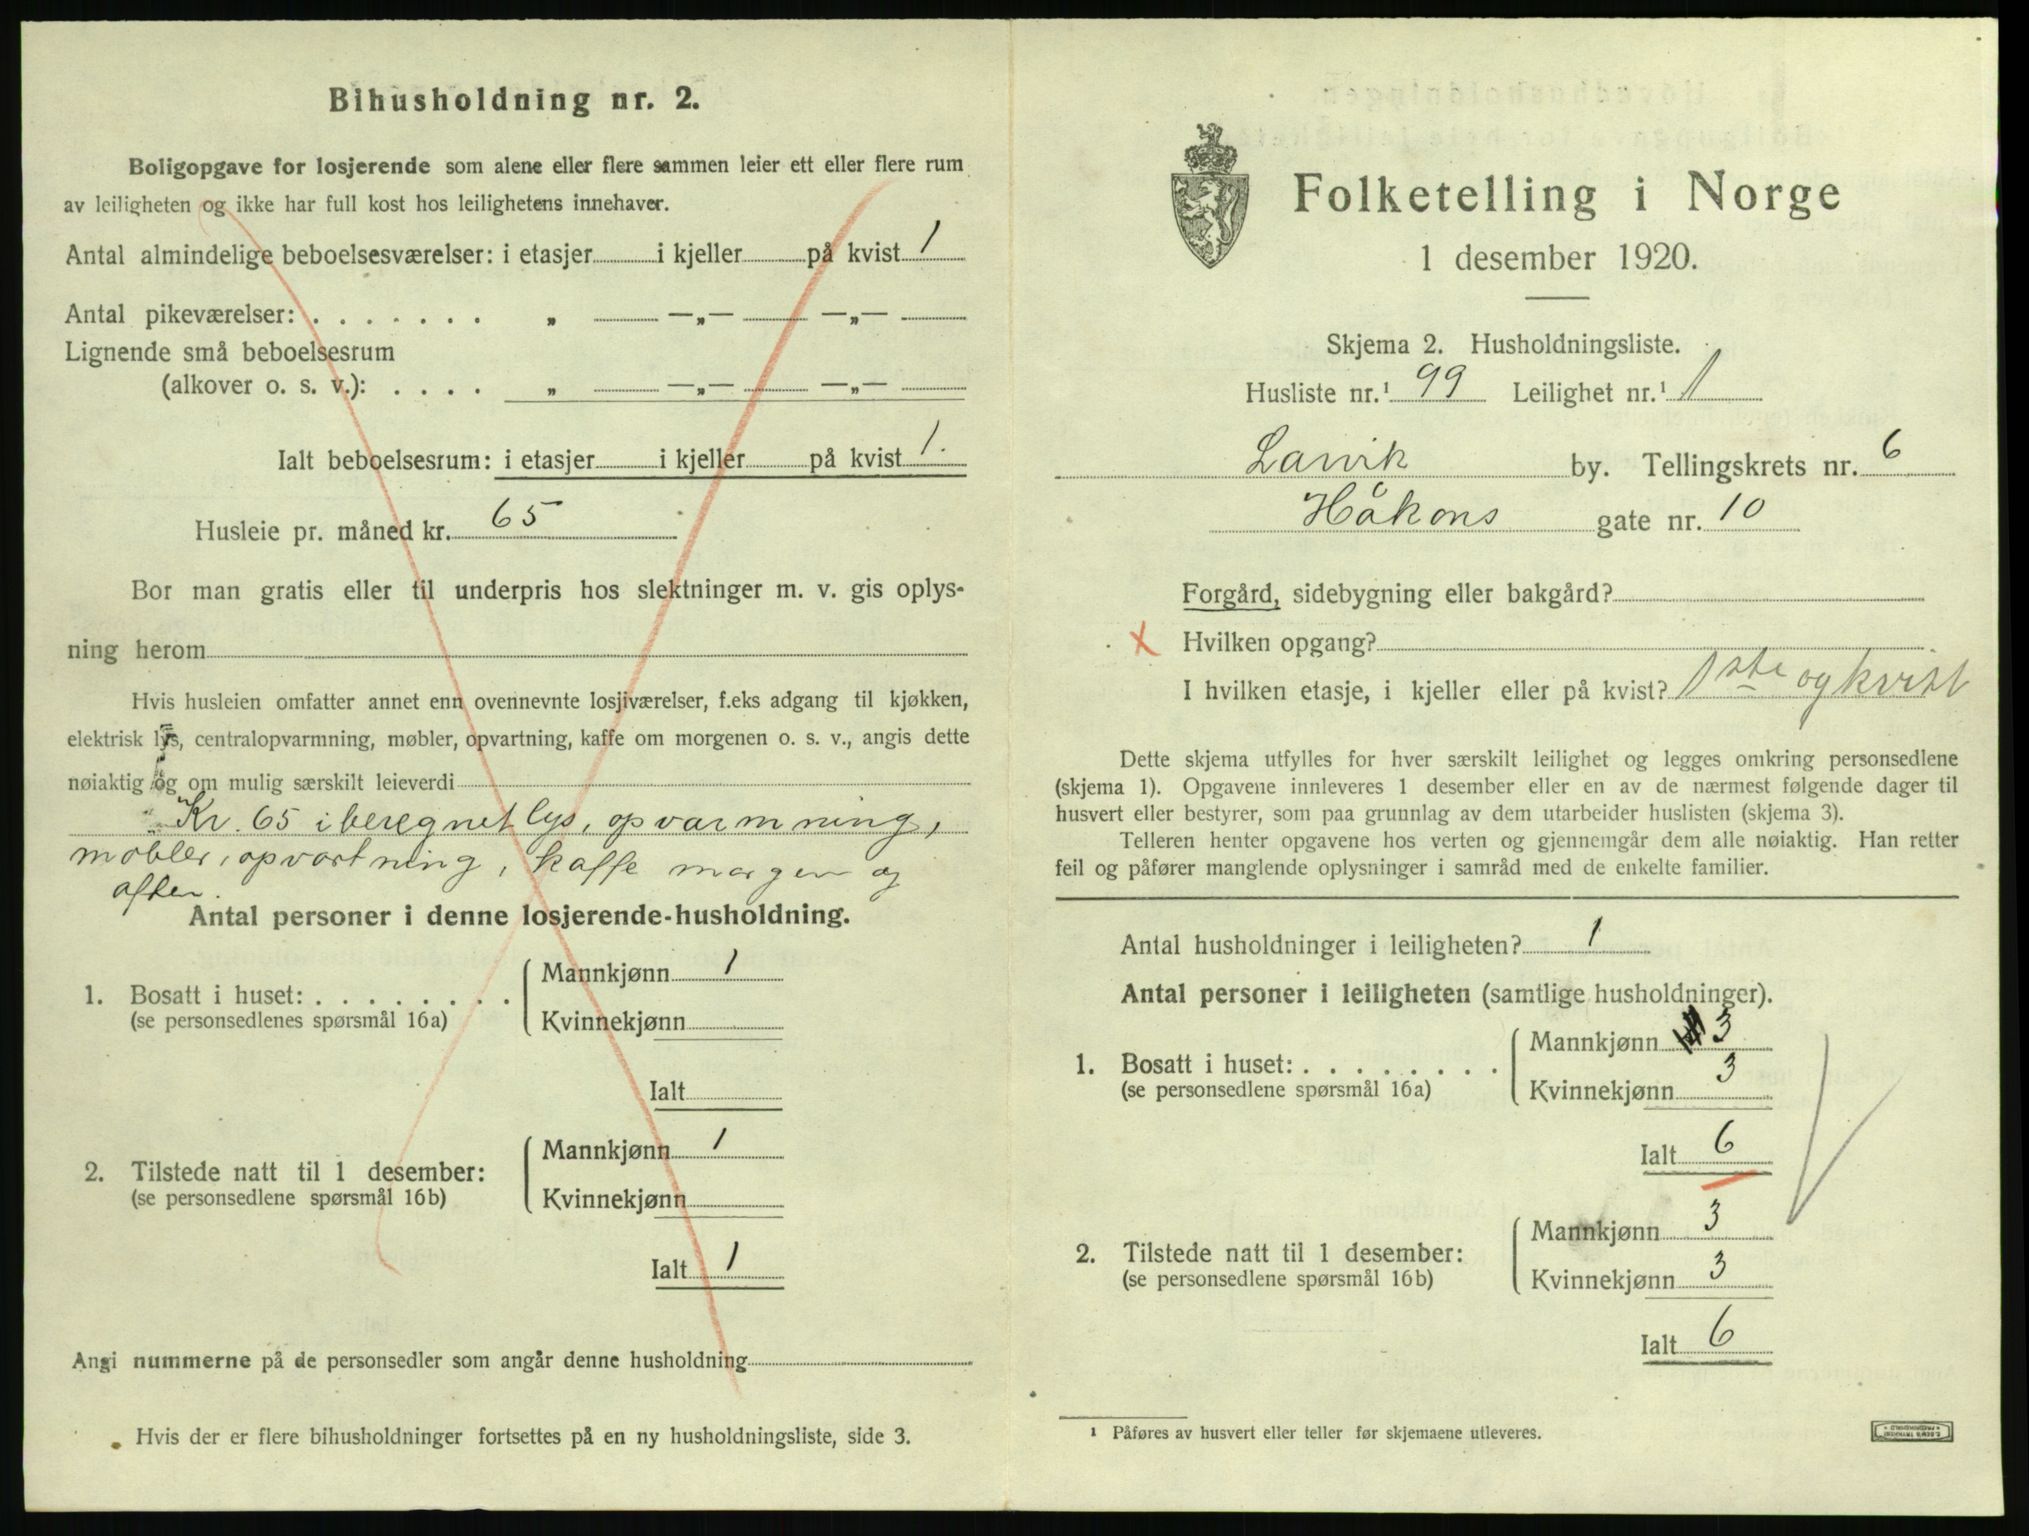 Bihusholdning nr. 2.
Boligopgave for losjerende som alene eller flere sammen leier ett eller flere rum
av leiligheten og ikke har full kost hos leilighetens innehaver.
Antal almindelige beboelsesværelser: i etasjer i kjeller på kvist 1
Antal pikeværelser: . . . . . . . „ —„— —„—
Lignende små beboelsesrum
(alkover o. s. v.): . . . . „ —„— —„—
Ialt beboelsesrum: i etasjer i kjeller på kvist 1.
Husleie pr. måned kr. 65
Bor man gratis eller til underpris hos slektninger m. v. gis oplys-
ning herom
Hvis husleien omfatter annet enn ovennevnte losjiværelser, f.eks adgang til kjøkken,
elektrisk lys, centralopvarmning, møbler, opvartning, kaffe om morgenen o. s. v., angis dette
nøiaktig og om mulig særskilt leieverdi
Kr. 65 iberegnet lys, opvarmning,
møbler, opvartning, kaffe morgen og
aften.
Antal personer i denne losjerende-husholdning.
1. Bosatt i huset: . . . . . . . . Mannkjønn 1
(se personsedlenes spørsmål 16a) Kvinnekjønn
Ialt
2. Tilstede natt til 1 desember: Mannkjønn 1
(se personsedlene spørsmål 16b) Kvinnekjønn
Ialt 1
Angi nummerne på de personsedler som angår denne husholdning
Hvis der er flere bihusholdninger fortsettes på en ny husholdningsliste, side 3.
Folketelling i Norge
1 desember 1920.
Skjema 2. Husholdningsliste.
Husliste nr.¹ 99 Leilighet nr.¹ 1
Larvik by. Tellingskrets nr. 6
Håkons gate nr. 10
Forgård, sidebygning eller bakgård?
x Hvilken opgang?
I hvilken etasje, i kjeller eller på kvist? 1ste og kvist
Dette skjema utfylles for hver særskilt leilighet og legges omkring personsedlene
(skjema 1). Opgavene innleveres 1 desember eller en av de nærmest følgende dager til
husvert eller bestyrer, som paa grunnlag av dem utarbeider huslisten (skjema 3).
Telleren henter opgavene hos verten og gjennemgår dem alle nøiaktig. Han retter
feil og påfører manglende oplysninger i samråd med de enkelte familier.
Antal husholdninger i leiligheten? 1
Antal personer i leiligheten (samtlige husholdninger).
1. Bosatt i huset: . . . . . . . . Mannkjønn 3
(se personsedlene spørsmål 16a) Kvinnekjønn 3
Ialt 6
2. Tilstede natt til 1 desember: Mannkjønn 3
(se personsedlene spørsmål 16b) Kvinnekjønn 3
Ialt 6
¹ Påføres av husvert eller teller før skjemaene utleveres.